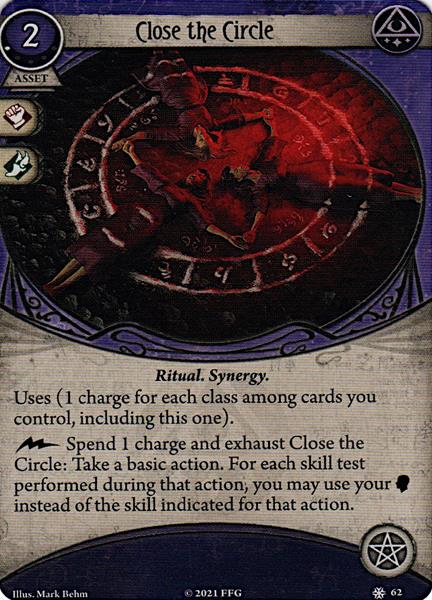 Close the Circle
2
ASSET
Ritual. Synergy.
Uses (1 charge for each class among cards you
control, including this one).
Spend 1 charge and exhaust Close the
Circle: Take a basic action. For each skill test
performed during that action, you may use your
instead of the skill indicated for that action.
Illus. Mark Behm
© 2021 FFG
62